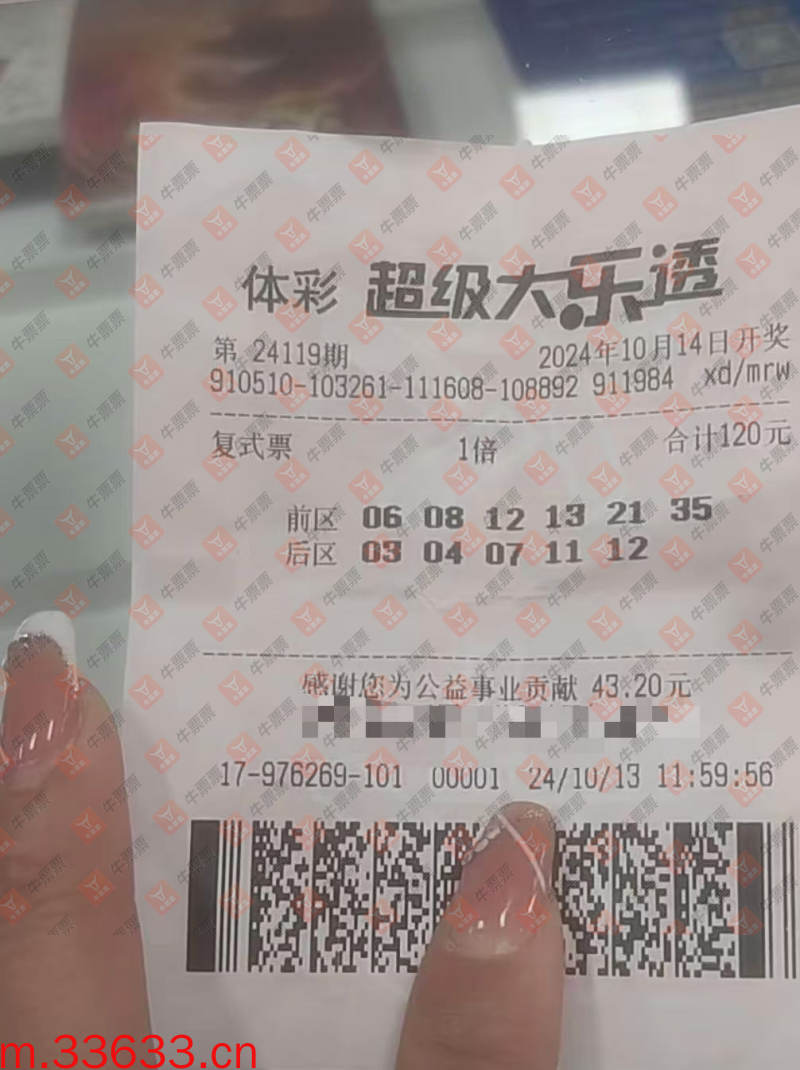 体彩 超级大乐透
第 24119期 2024年10月14日开奖
910510-103261-111608-108892 911984 xd/mrw
复式票 1倍 合计120元
前区 06 08 12 13 21 35
后区 03 04 07 11 12
感谢您为公益事业贡献 43.20元
17-976269-101 00001 24/10/13 11:59:56
牛票票
m.33633.cn